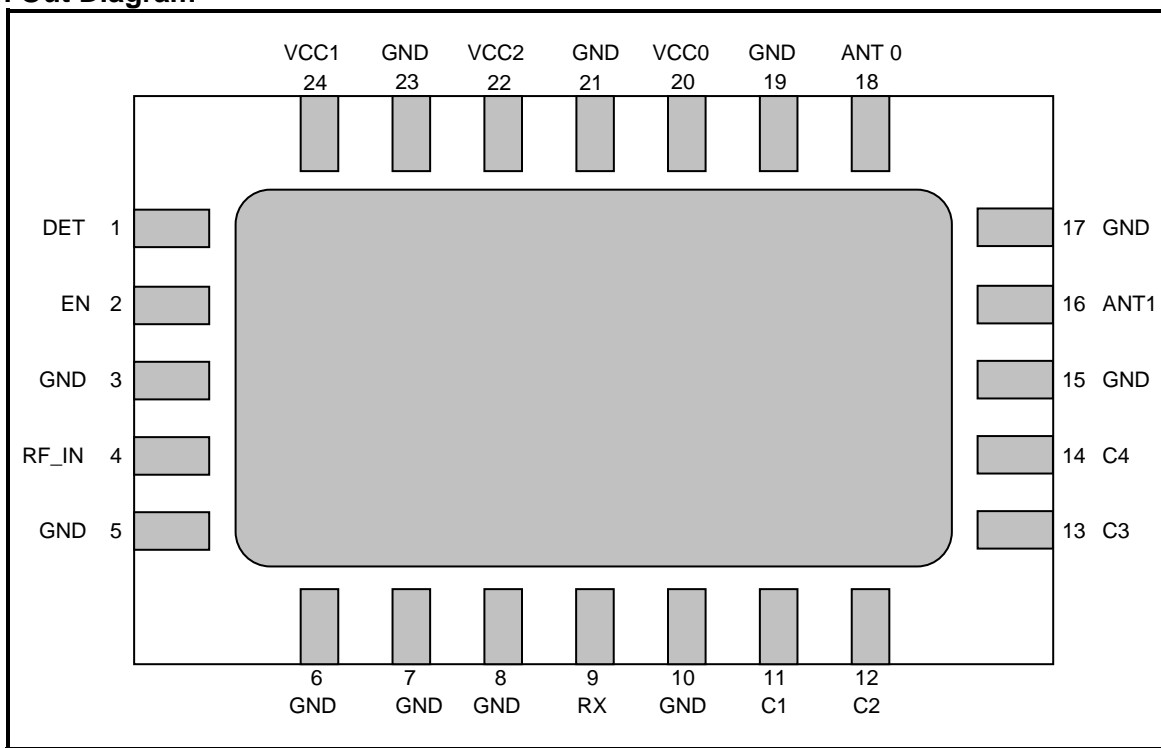 Out Diagram
VCC1 GND VCC2 GND VCC0 GND ANT 0
24 23 22 21 20 19 18
DET 1
17 GND
EN 2
16 ANT1
GND 3
15 GND
RF_IN 4
14 C4
GND 5
13 C3
6 7 8 9 10 11 12
GND GND GND RX GND C1 C2